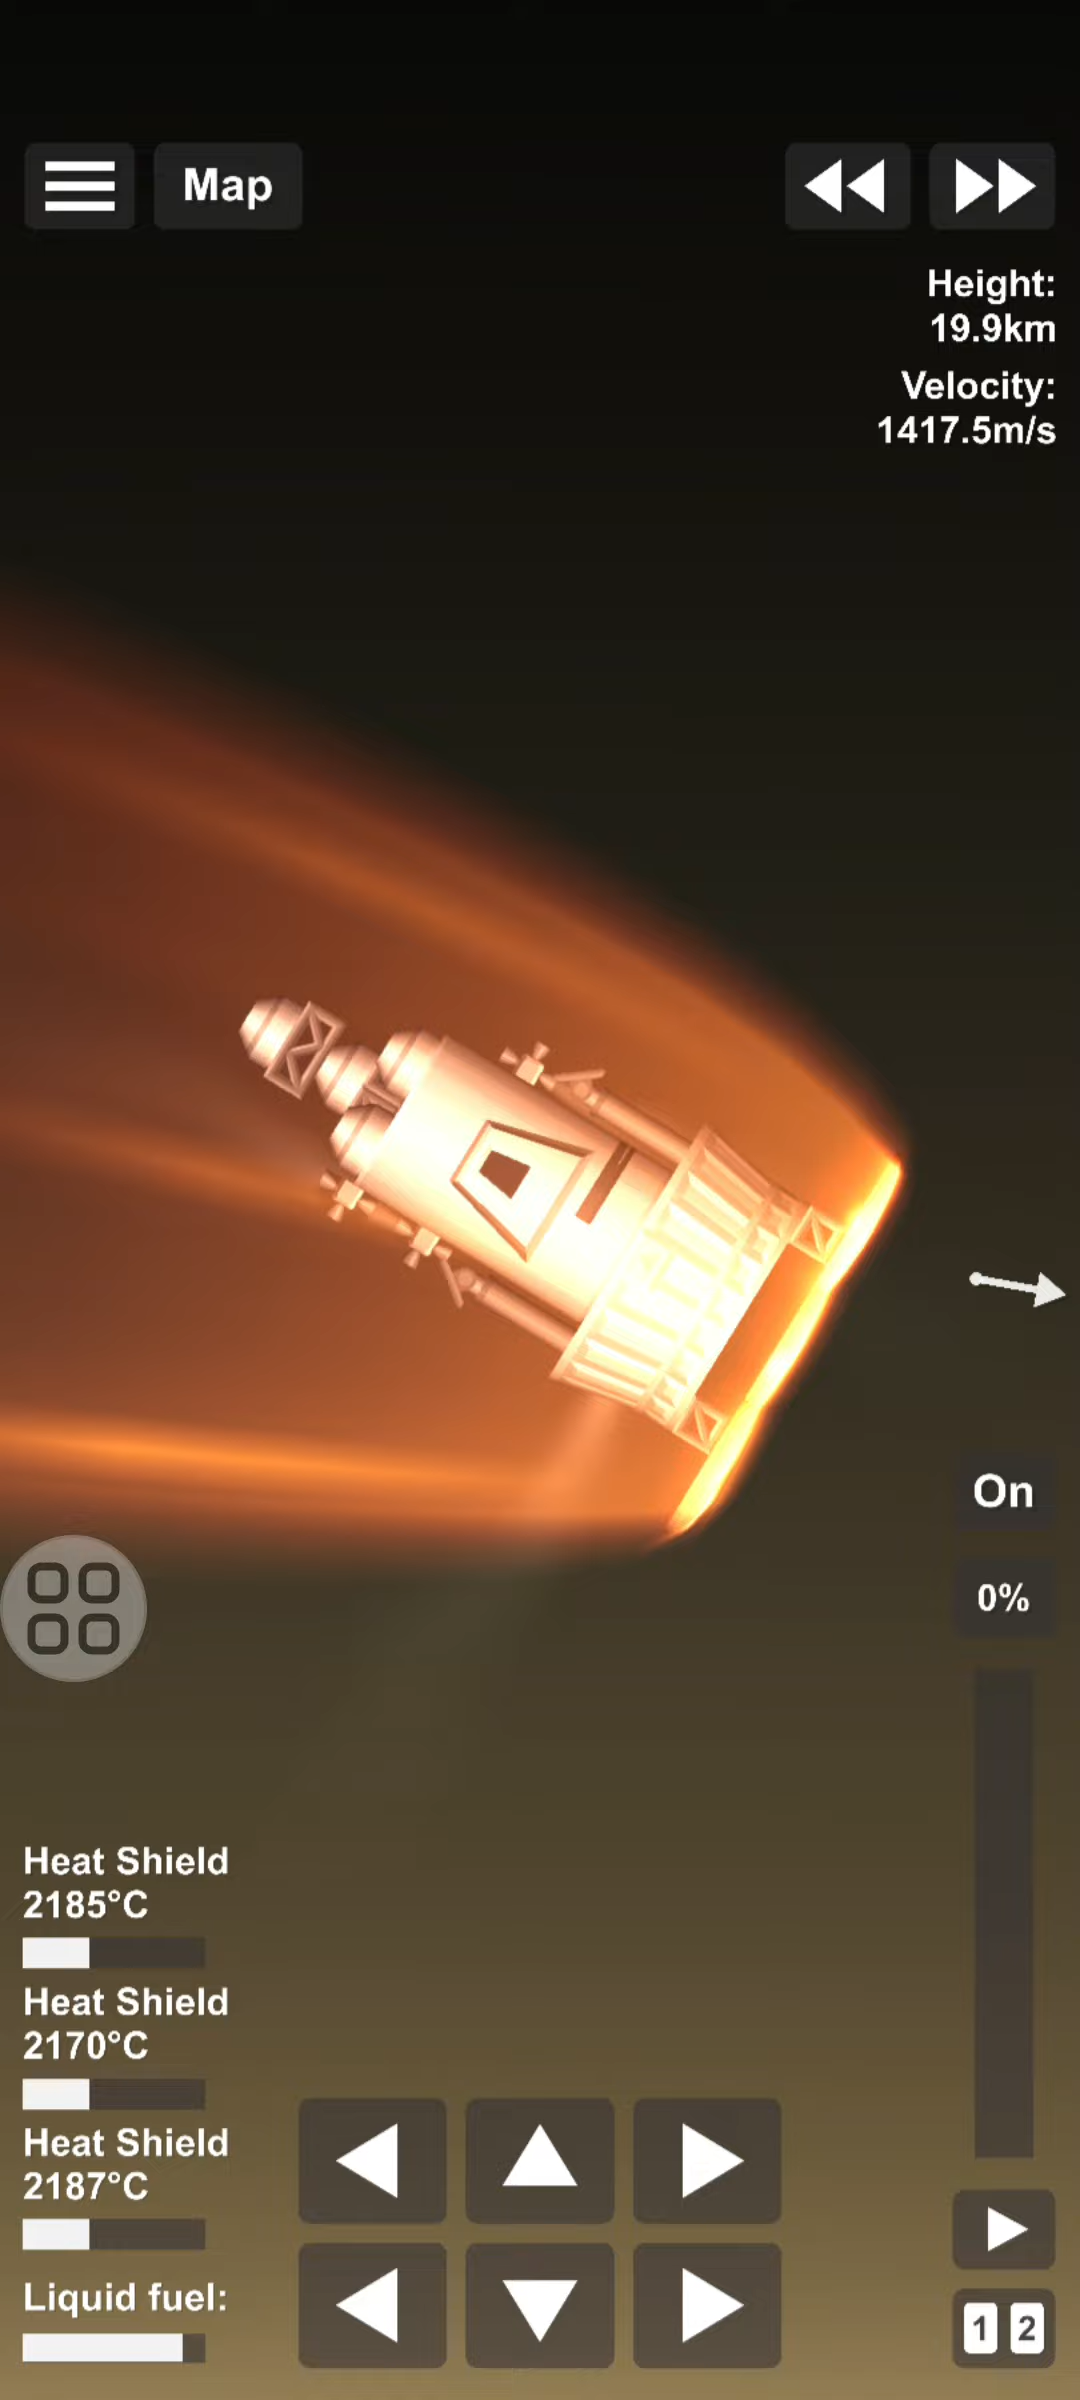 Map
Height:
19.9km
Velocity:
1417.5m/s
On
0%
Heat Shield
2185°C
Heat Shield
2170°C
Heat Shield
2187°C
Liquid fuel:
1 2